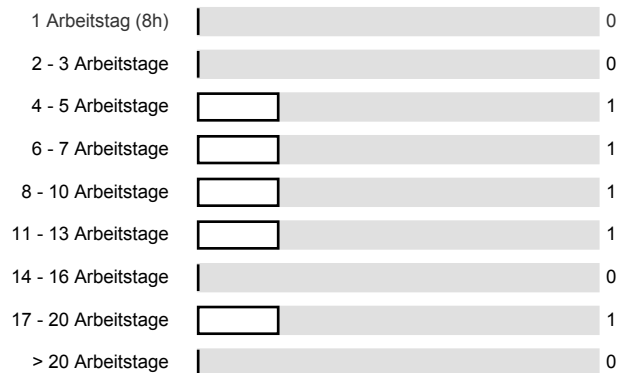 1 Arbeitstag (8h) 0
2 - 3 Arbeitstage 0
4 - 5 Arbeitstage 1
6 - 7 Arbeitstage 1
8 - 10 Arbeitstage 1
11 - 13 Arbeitstage 1
14 - 16 Arbeitstage 0
17 - 20 Arbeitstage 1
> 20 Arbeitstage 0